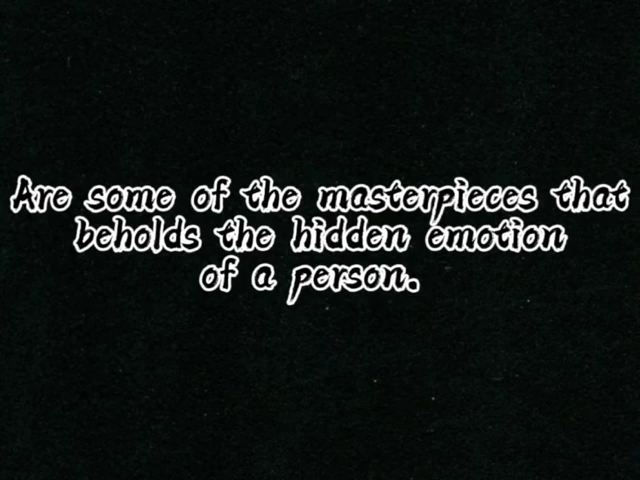 Are some of the masterpieces that
beholds the hidden emotion
of a person.